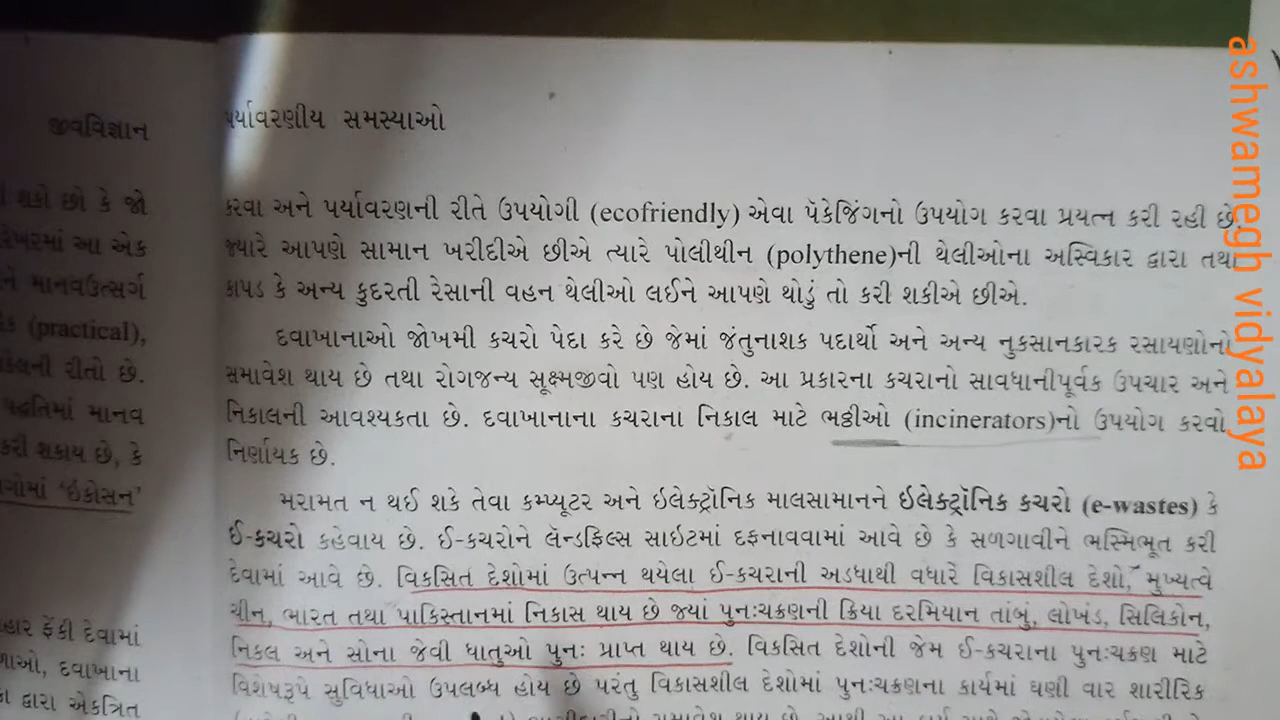 જીવવિજ્ઞાન
શકો છો કે જો
આ એક
માનવઉત્સર્ગ
(practical),
રીતો છે.
પદ્ધતિમાં માનવ
કરી શકાય છે, કે
'ઇકોસન'
ફેંકી દેવામાં
દવાખાના
દ્વારા એકત્રિત
પર્યાવરણીય સમસ્યાઓ
કરવા અને પર્યાવરણની રીતે ઉપયોગી (ecofriendly) એવા પૅકેજિંગનો ઉપયોગ કરવા પ્રયત્ન કરી રહી છે.
જ્યારે આપણે સામાન ખરીદીએ છીએ ત્યારે પોલીથીન (polythene)ની થેલીઓના અસ્વિકાર દ્વારા તથા
કાપડ કે અન્ય કુદરતી રેસાની વહન થેલીઓ લઈને આપણે થોડું તો કરી શકીએ છીએ.
દવાખાનાઓ જોખમી કચરો પેદા કરે છે જેમાં જંતુનાશક પદાર્થો અને અન્ય નુકસાનકારક રસાયણોનો
સમાવેશ થાય છે તથા રોગજન્ય સૂક્ષ્મજીવો પણ હોય છે. આ પ્રકારના કચરાનો સાવધાનીપૂર્વક ઉપચાર અને
નિકાલની આવશ્યકતા છે. દવાખાનાના કચરાના નિકાલ માટે ભઠ્ઠીઓ (incinerators)નો ઉપયોગ કરવો
નિર્ણાયક છે.
મરામત ન થઈ શકે તેવા કમ્પ્યૂટર અને ઇલેક્ટ્રૉનિક માલસામાનને ઇલેક્ટ્રૉનિક કચરો (e-wastes) કે
ઈ-કચરો કહેવાય છે. ઈ-કચરોને લૅન્ડફિલ્સ સાઇટમાં દફનાવવામાં આવે છે કે સળગાવીને ભસ્મિભૂત કરી
દેવામાં આવે છે. વિકસિત દેશોમાં ઉત્પન્ન થયેલા ઈ-કચરાની અડધાથી વધારે વિકાસશીલ દેશો, મુખ્યત્વે
ચીન, ભારત તથા પાકિસ્તાનમાં નિકાસ થાય છે જ્યાં પુનઃચક્રણની ક્રિયા દરમિયાન તાંબું, લોખંડ, સિલિકોન,
નિકલ અને સોના જેવી ધાતુઓ પુનઃ પ્રાપ્ત થાય છે. વિકસિત દેશોની જેમ ઈ-કચરાના પુનઃચક્રણ માટે
વિશેષરૂપે સુવિધાઓ ઉપલબ્ધ હોય છે પરંતુ વિકાસશીલ દેશોમાં પુનઃચક્રણના કાર્યમાં ઘણી વાર શારીરિક
ashwamegh vidyalaya